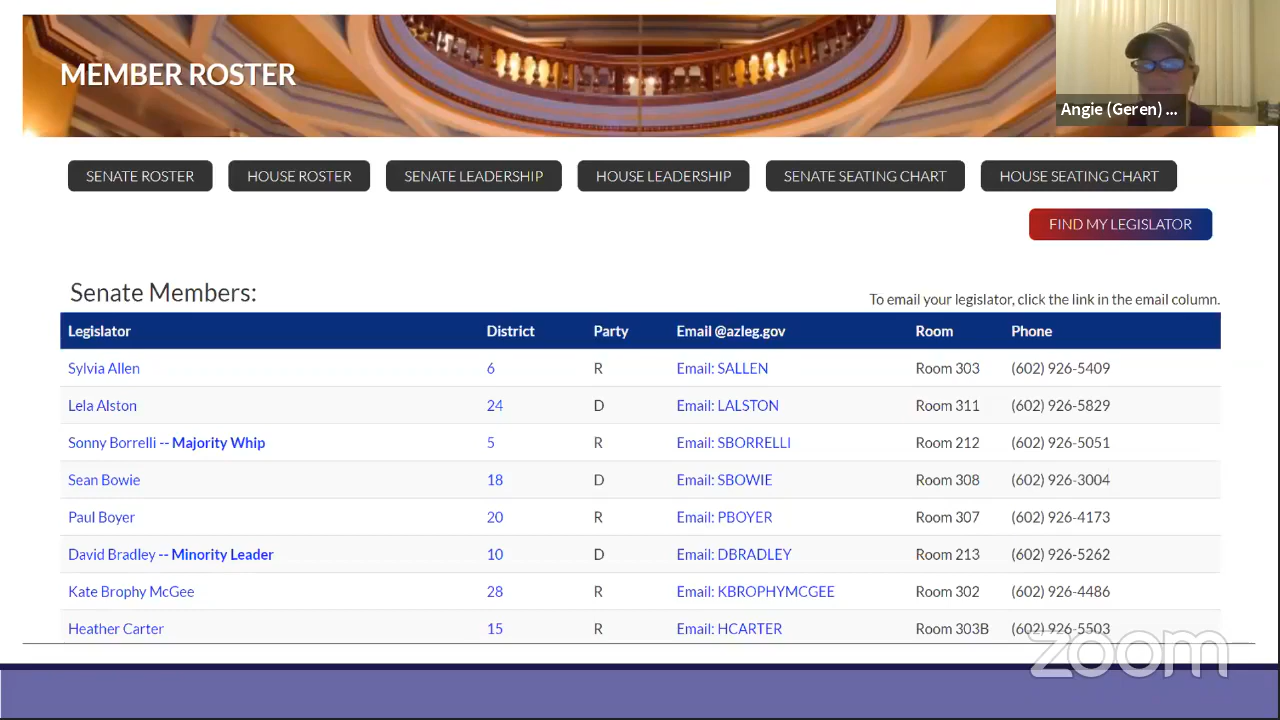 MEMBER ROSTER
Angie (Geren) ...
SENATE ROSTER HOUSE ROSTER SENATE LEADERSHIP HOUSE LEADERSHIP SENATE SEATING CHART HOUSE SEATING CHART
FIND MY LEGISLATOR
Senate Members:
To email your legislator, click the link in the email column.
Legislator District Party Email @azleg.gov Room Phone
Sylvia Allen 6 R Email: SALLEN Room 303 (602) 926-5409
Lela Alston 24 D Email: LALSTON Room 311 (602) 926-5829
Sonny Borrelli -- Majority Whip 5 R Email: SBORRELLI Room 212 (602) 926-5051
Sean Bowie 18 D Email: SBOWIE Room 308 (602) 926-3004
Paul Boyer 20 R Email: PBOYER Room 307 (602) 926-4173
David Bradley -- Minority Leader 10 D Email: DBRADLEY Room 213 (602) 926-5262
Kate Brophy McGee 28 R Email: KBROPHYMCGEE Room 302 (602) 926-4486
Heather Carter 15 R Email: HCARTER Room 303B (602) 926-5503
zoom